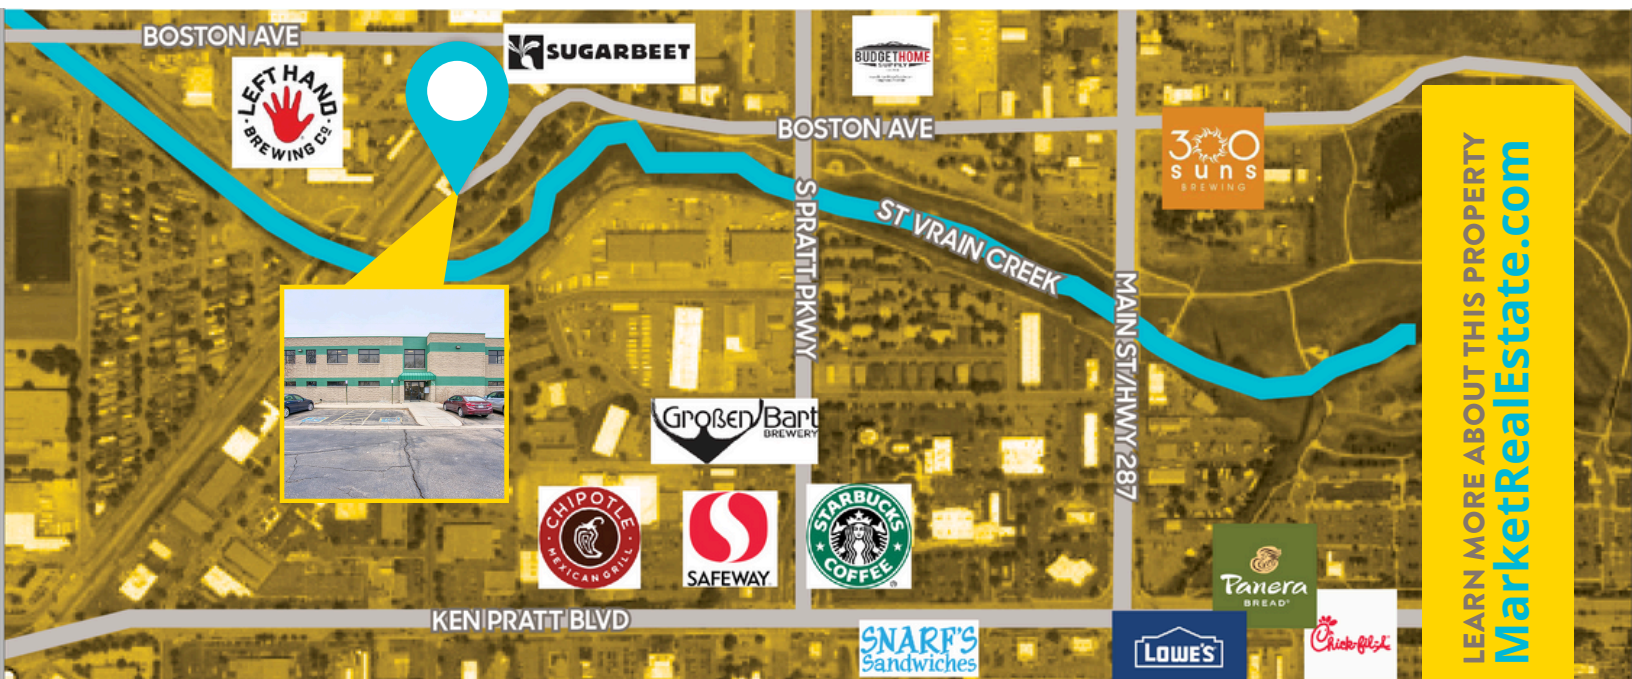 BOSTON AVE
LEFT HAND
BREWING Co
SUGARBEET
BUDGETHOME
SUPPLY
BOSTON AVE
300
suns
BREWING
S PRATT PKWY
ST VRAIN CREEK
MAIN ST/HWY 287
Großen Bart
BREWERY
CHIPOTLE
MEXICAN GRILL
SAFEWAY
STARBUCKS
COFFEE
Panera
BREAD®
KEN PRATT BLVD
SNARF'S
Sandwiches
LOWE'S
Chick-fil-A
LEARN MORE ABOUT THIS PROPERTY
MarketRealEstate.com